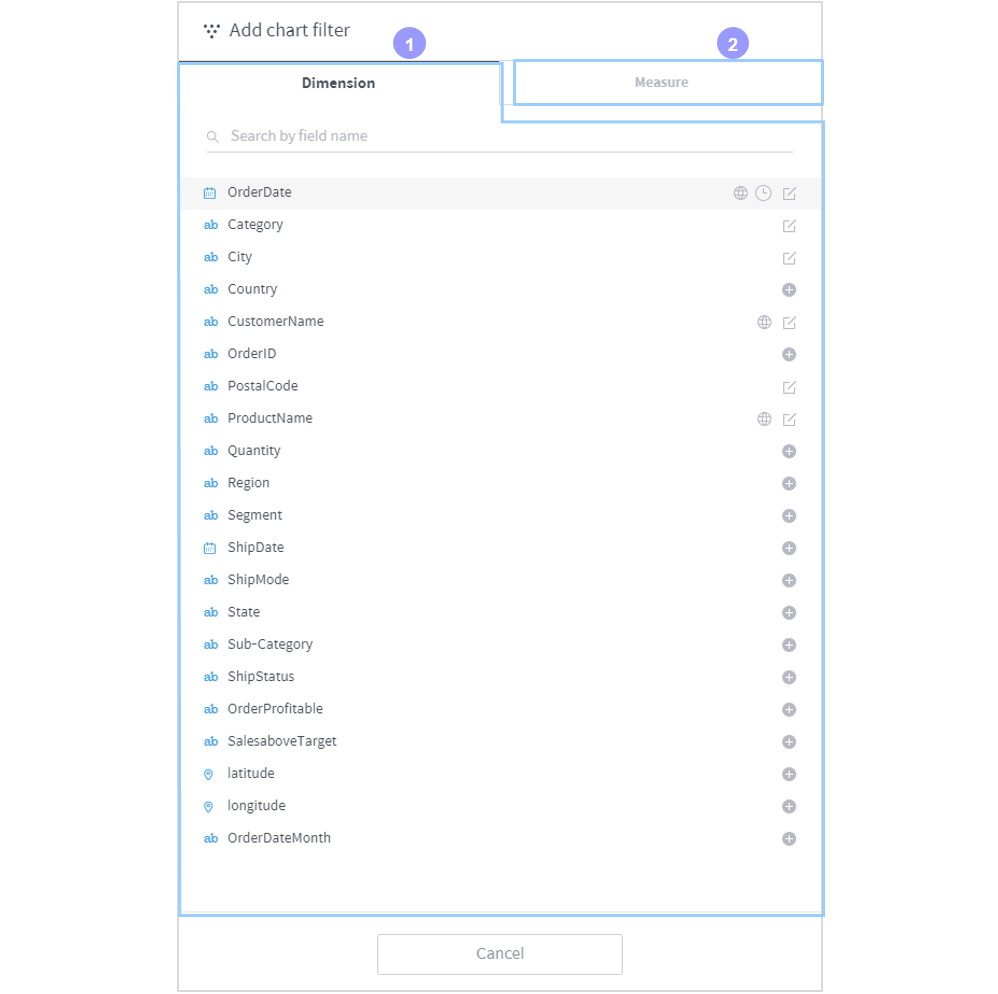 Add chart filter
1
2
Dimension
Measure
Search by field name
OrderDate
ab Category
ab City
ab Country
ab CustomerName
ab OrderID
ab PostalCode
ab ProductName
ab Quantity
ab Region
ab Segment
ShipDate
ab ShipMode
ab State
ab Sub-Category
ab ShipStatus
ab OrderProfitable
ab SalesaboveTarget
latitude
longitude
ab OrderDateMonth
Cancel